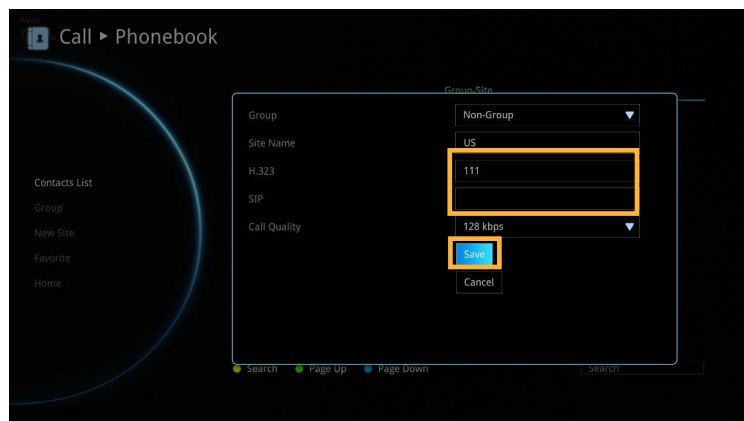 Aver
Call ▸ Phonebook
Group-Site
Group
Non-Group
Site Name
US
H.323
111
SIP
Call Quality
128 kbps
Save
Cancel
Contacts List
Group
New Site
Favorite
Home
Search
Page Up
Page Down
Search